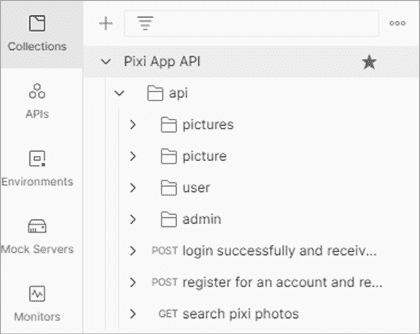 Collections
APIs
Environments
Mock Servers
Monitors
Pixi App API
api
pictures
picture
user
admin
POST login successfully and receiv...
POST register for an account and re...
GET search pixi photos